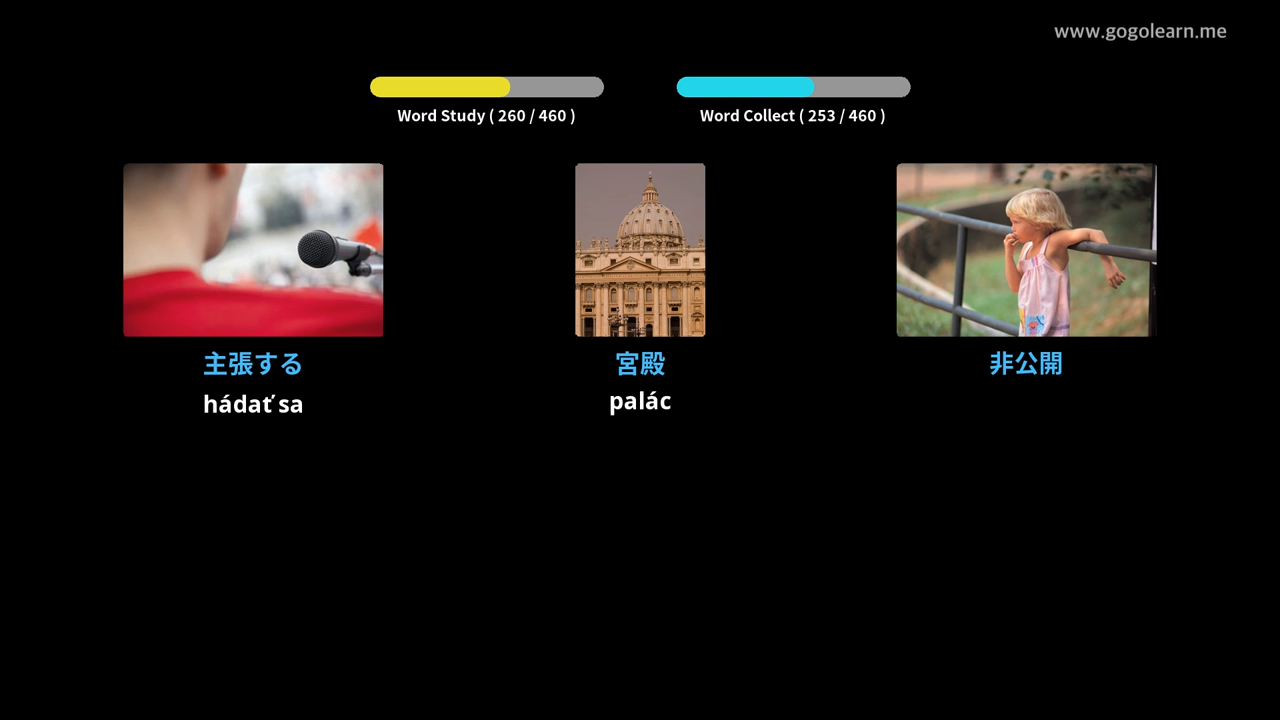 www.gogolearn.me
Word Study ( 260 / 460 )
Word Collect ( 253 / 460 )
主張する
宮殿
非公開
hádať sa
palác